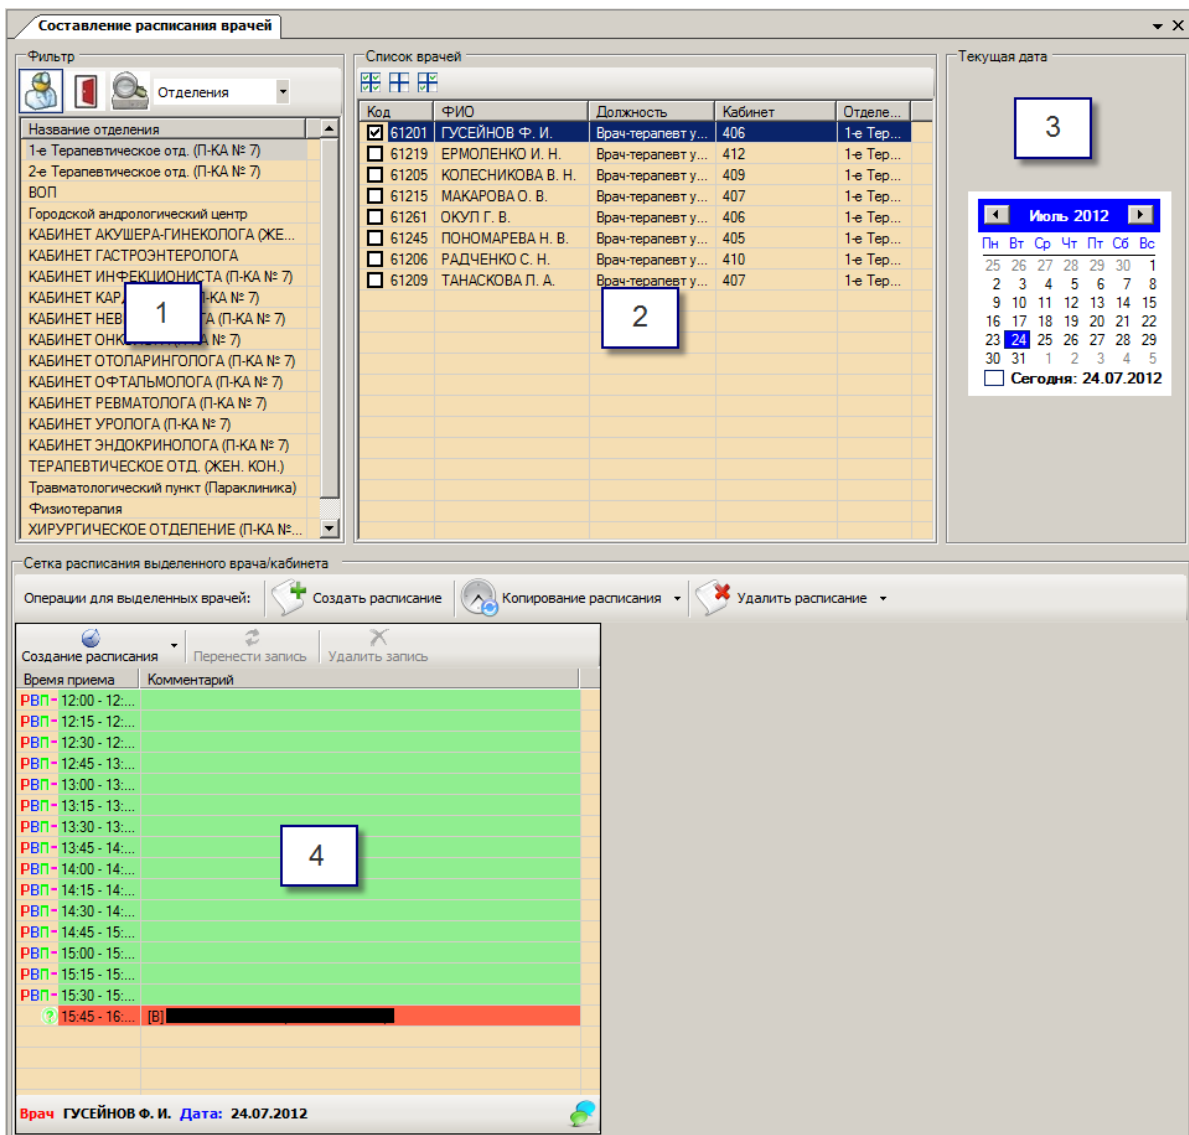 Составление расписания врачей
Фильтр
Отделения
Название отделения
1-е Терапевтическое отд. (П-КА № 7)
2-е Терапевтическое отд. (П-КА № 7)
ВОП
Городской андрологический центр
КАБИНЕТ АКУШЕРА-ГИНЕКОЛОГА (ЖЕ...
КАБИНЕТ ГАСТРОЭНТЕРОЛОГА
КАБИНЕТ ИНФЕКЦИОНИСТА (П-КА № 7)
КАБИНЕТ КАР П-КА № 7)
КАБИНЕТ НЕВ ГА (П-КА № 7)
КАБИНЕТ ОНК № 7)
КАБИНЕТ ОТОЛАРИНГОЛОГА (П-КА № 7)
КАБИНЕТ ОФТАЛЬМОЛОГА (П-КА № 7)
КАБИНЕТ РЕВМАТОЛОГА (П-КА № 7)
КАБИНЕТ УРОЛОГА (П-КА № 7)
КАБИНЕТ ЭНДОКРИНОЛОГА (П-КА № 7)
ТЕРАПЕВТИЧЕСКОЕ ОТД. (ЖЕН. КОН.)
Травматологический пункт (Параклиника)
Физиотерапия
ХИРУРГИЧЕСКОЕ ОТДЕЛЕНИЕ (П-КА №...
1
Список врачей
Код ФИО Должность Кабинет Отделе...
61201 ГУСЕЙНОВ Ф. И. Врач-терапевт у... 406 1-е Тер...
61219 ЕРМОЛЕНКО И. Н. Врач-терапевт у... 412 1-е Тер...
61205 КОЛЕСНИКОВА В. Н. Врач-терапевт у... 409 1-е Тер...
61215 МАКАРОВА О. В. Врач-терапевт у... 407 1-е Тер...
61261 ОКУЛ Г. В. Врач-терапевт у... 406 1-е Тер...
61245 ПОНОМАРЕВА Н. В. Врач-терапевт у... 405 1-е Тер...
61206 РАДЧЕНКО С. Н. Врач-терапевт у... 410 1-е Тер...
61209 ТАНАСКОВА Л. А. Врач-терапевт у... 407 1-е Тер...
2
Текущая дата
3
Июль 2012
Пн Вт Ср Чт Пт Сб Вс
25 26 27 28 29 30 1
2 3 4 5 6 7 8
9 10 11 12 13 14 15
16 17 18 19 20 21 22
23 24 25 26 27 28 29
30 31 1 2 3 4 5
Сегодня: 24.07.2012
Сетка расписания выделенного врача/кабинета
Операции для выделенных врачей: Создать расписание Копирование расписания Удалить расписание
Создание расписания Перенести запись Удалить запись
Время приема Комментарий
РВП- 12:00 - 12:...
РВП- 12:15 - 12:...
РВП- 12:30 - 12:...
РВП- 12:45 - 13:...
РВП- 13:00 - 13:...
РВП- 13:15 - 13:...
РВП- 13:30 - 13:...
РВП- 13:45 - 14:...
РВП- 14:00 - 14:...
РВП- 14:15 - 14:...
РВП- 14:30 - 14:...
РВП- 14:45 - 15:...
РВП- 15:00 - 15:...
РВП- 15:15 - 15:...
РВП- 15:30 - 15:...
? 15:45 - 16:... [В]
4
Врач ГУСЕЙНОВ Ф. И. Дата: 24.07.2012